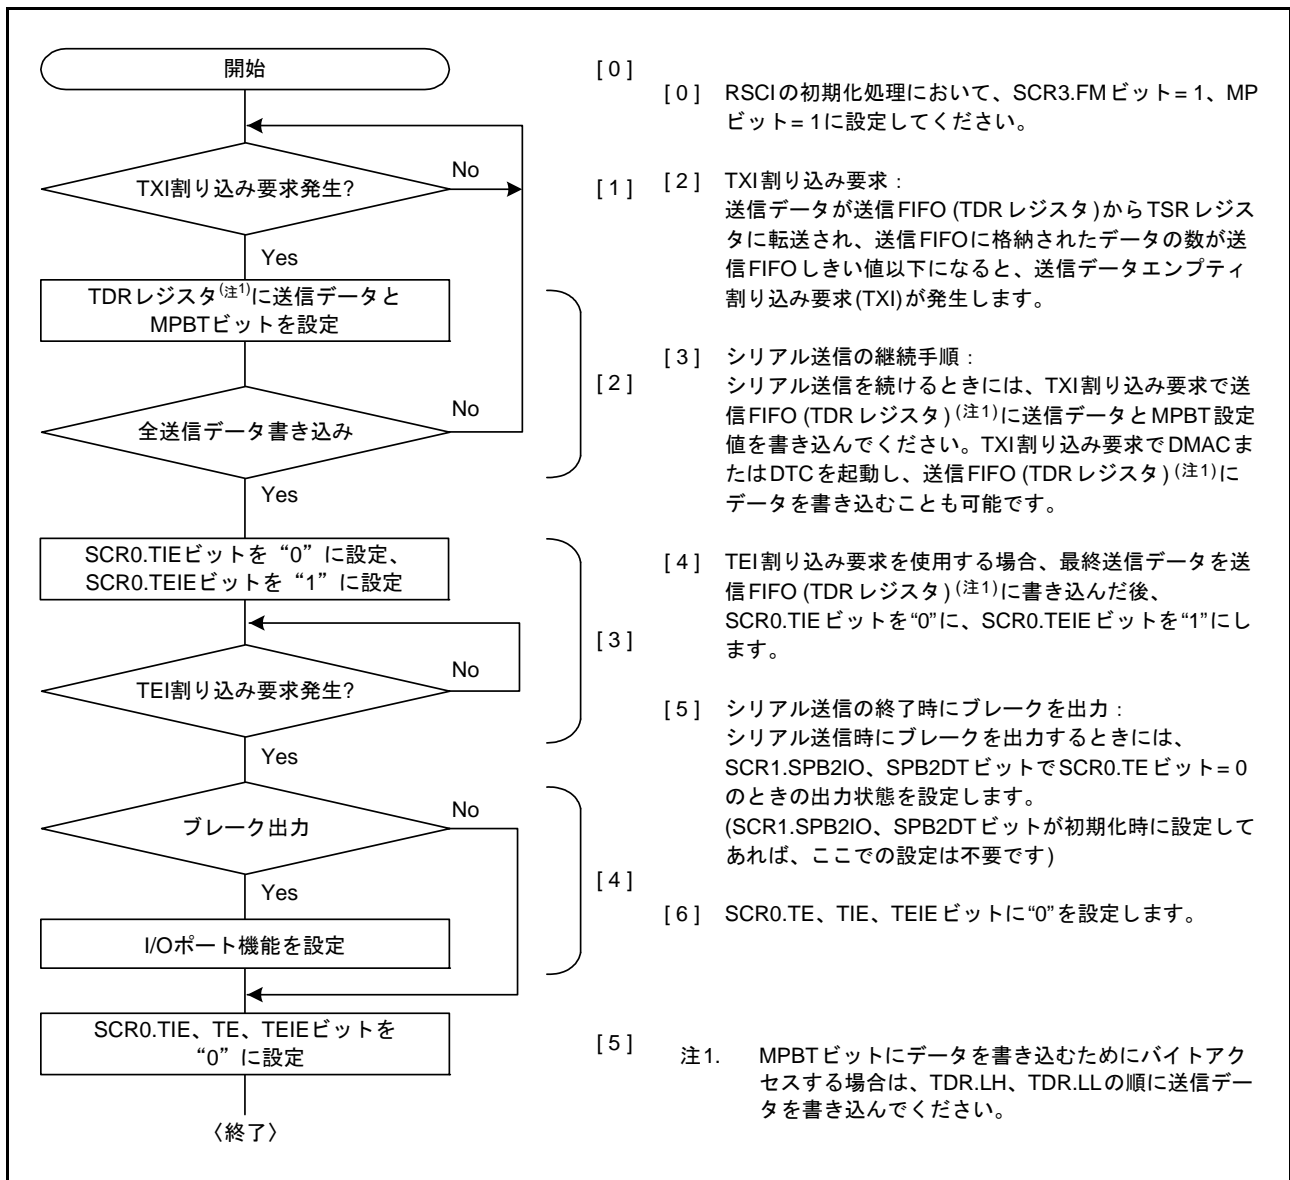 開始
[0]
TXI割り込み要求発生?
No
[1]
Yes
TDRレジスタ(注1)に送信データと
MPBTビットを設定
[2]
全送信データ書き込み
No
Yes
SCR0.TIEビットを“0”に設定、
SCR0.TEIEビットを“1”に設定
[3]
TEI割り込み要求発生?
No
Yes
ブレーク出力
No
[4]
Yes
I/Oポート機能を設定
SCR0.TIE、TE、TEIEビットを
“0”に設定
[5]
〈終了〉
[0] RSCIの初期化処理において、SCR3.FMビット= 1、MP
ビット= 1に設定してください。
[2] TXI割り込み要求：
送信データが送信FIFO (TDRレジスタ)からTSRレジス
タに転送され、送信FIFOに格納されたデータの数が送
信FIFOしきい値以下になると、送信データエンプティ
割り込み要求(TXI)が発生します。
[3] シリアル送信の継続手順：
シリアル送信を続けるときには、TXI割り込み要求で送
信FIFO (TDRレジスタ) (注1)に送信データとMPBT設定
値を書き込んでください。TXI割り込み要求でDMACま
たはDTCを起動し、送信FIFO (TDRレジスタ) (注1)に
データを書き込むことも可能です。
[4] TEI割り込み要求を使用する場合、最終送信データを送
信FIFO (TDRレジスタ) (注1)に書き込んだ後、
SCR0.TIEビットを“0”に、SCR0.TEIEビットを“1”にし
ます。
[5] シリアル送信の終了時にブレークを出力：
シリアル送信時にブレークを出力するときには、
SCR1.SPB2IO、SPB2DTビットでSCR0.TEビット= 0
のときの出力状態を設定します。
(SCR1.SPB2IO、SPB2DTビットが初期化時に設定して
あれば、ここでの設定は不要です)
[6] SCR0.TE、TIE、TEIEビットに“0”を設定します。
注1. MPBTビットにデータを書き込むためにバイトアク
セスする場合は、TDR.LH、TDR.LLの順に送信デー
タを書き込んでください。